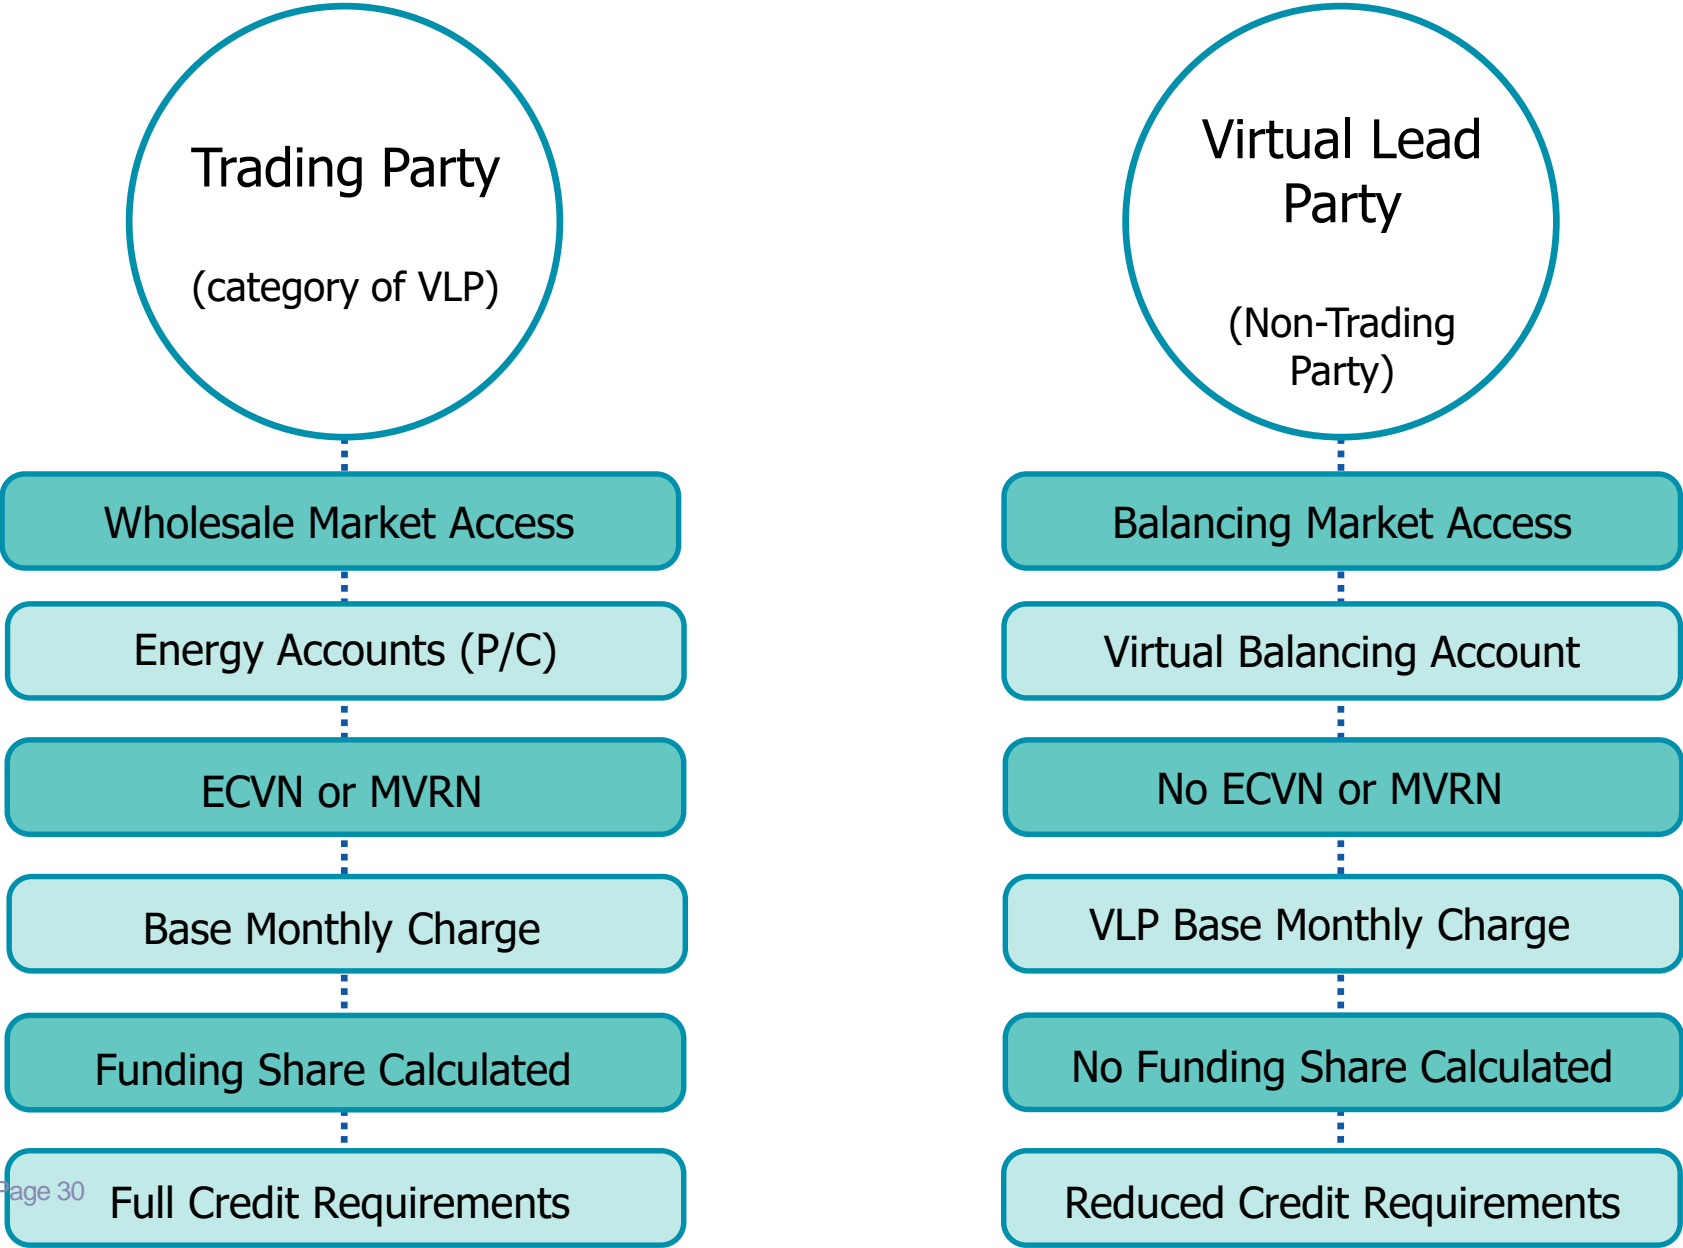 Trading Party
(category of VLP)
Wholesale Market Access
Energy Accounts (P/C)
ECVN or MVRN
Base Monthly Charge
Funding Share Calculated
Full Credit Requirements
Page 30
Virtual Lead
Party
(Non-Trading
Party)
Balancing Market Access
Virtual Balancing Account
No ECVN or MVRN
VLP Base Monthly Charge
No Funding Share Calculated
Reduced Credit Requirements